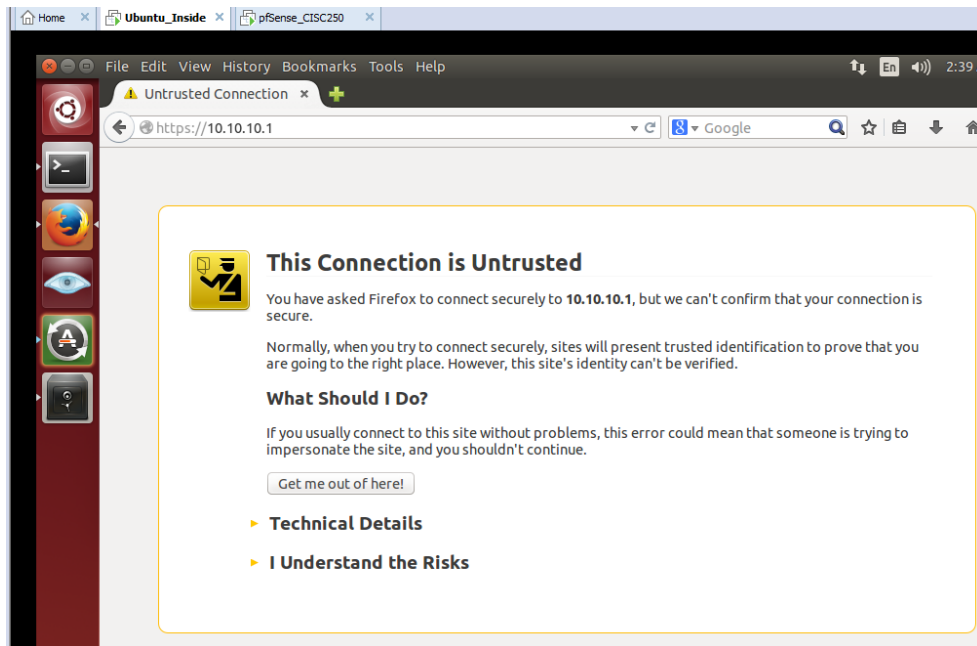 Home × Ubuntu_Inside × pfSense_CISC250 ×
File Edit View History Bookmarks Tools Help En 2:39
Untrusted Connection ×
https://10.10.10.1 8 Google
>_
A
This Connection is Untrusted
You have asked Firefox to connect securely to 10.10.10.1, but we can't confirm that your connection is
secure.
Normally, when you try to connect securely, sites will present trusted identification to prove that you
are going to the right place. However, this site's identity can't be verified.
What Should I Do?
If you usually connect to this site without problems, this error could mean that someone is trying to
impersonate the site, and you shouldn't continue.
Get me out of here!
Technical Details
I Understand the Risks